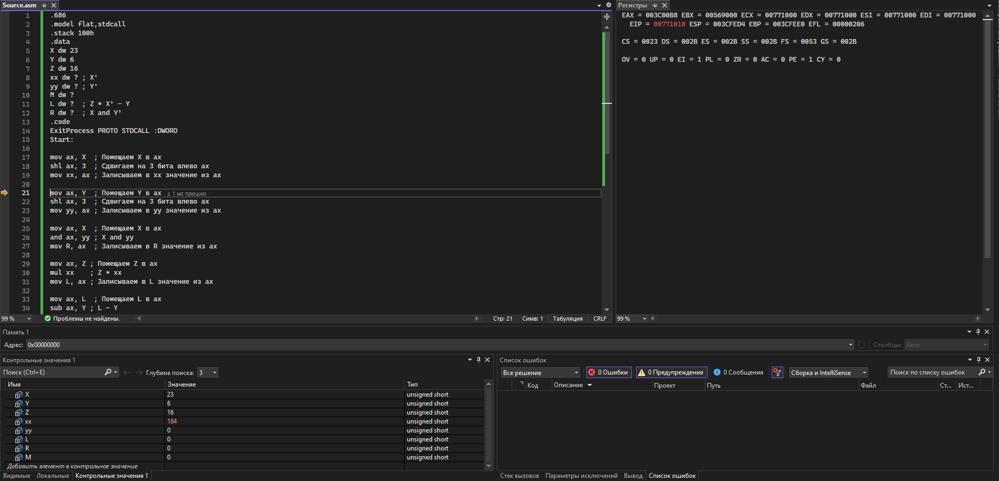 Source.asm
1 .686
2 .model flat,stdcall
3 .stack 100h
4 .data
5 X dw 23
6 Y dw 6
7 Z dw 16
8 xx dw ? ; X'
9 yy dw ? ; Y'
10 M dw ?
11 L dw ?  ; Z * X’ - Y
12 R dw ?  ; X and Y’
13 .code
14 ExitProcess PROTO STDCALL :DWORD
15 Start:
16
17 mov ax, X  ; Помещаем X в ax
18 shl ax, 3  ; Сдвигаем на 3 бита влево ax
19 mov xx, ax ; Записываем в xx значение из ax
20
21 mov ax, Y  ; Помещаем Y в ax ≤ 1 мс прошло
22 shl ax, 3  ; Сдвигаем на 3 бита влево ax
23 mov yy, ax ; Записываем в yy значение из ax
24
25 mov ax, X  ; Помещаем X в ax
26 and ax, yy ; X and yy
27 mov R, ax  ; Записываем в R значение из ax
28
29 mov ax, Z ; Помещаем Z в ax
30 mul xx    ; Z * xx
31 mov L, ax ; Записываем в L значение из ax
32
33 mov ax, L  ; Помещаем L в ax
34 sub ax, Y ; L - Y
99 % Проблемы не найдены. Стр: 21 Симв: 1 Табуляция CRLF
Регистры
EAX = 003C00B8 EBX = 00569000 ECX = 00771000 EDX = 00771000 ESI = 00771000 EDI = 00771000
EIP = 00771010 ESP = 003CFED4 EBP = 003CFEE0 EFL = 00000206
CS = 0023 DS = 002B ES = 002B SS = 002B FS = 0053 GS = 002B
OV = 0 UP = 0 EI = 1 PL = 0 ZR = 0 AC = 0 PE = 1 CY = 0
99 %
Память 1
Адрес: 0x00000000 Столбцы: Авто
Контрольные значения 1
Поиск (Ctrl+E) Глубина поиска: 3
Имя Значение Тип
X 23 unsigned short
Y 6 unsigned short
Z 16 unsigned short
xx 184 unsigned short
yy 0 unsigned short
L 0 unsigned short
R 0 unsigned short
M 0 unsigned short
Добавить элемент в контрольное значение
Видимые Локальные Контрольные значения 1
Список ошибок
Все решение 0 Ошибки 0 Предупреждения 0 Сообщения Сборка и IntelliSense Поиск по списку ошибок
Код Описание Проект Путь Файл Ст... Ист...
Стек вызовов Параметры исключений Вывод Список ошибок